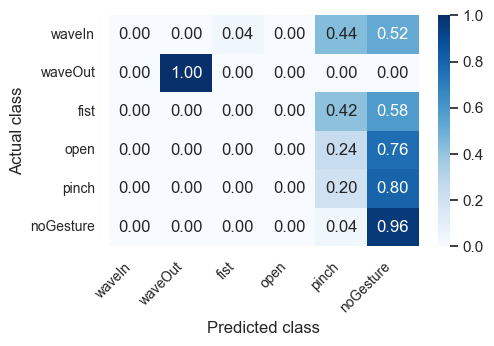 waveIn 0.00 0.00 0.04 0.00 0.44 0.52
waveOut 0.00 1.00 0.00 0.00 0.00 0.00
fist 0.00 0.00 0.00 0.00 0.42 0.58
open 0.00 0.00 0.00 0.00 0.24 0.76
pinch 0.00 0.00 0.00 0.00 0.20 0.80
noGesture 0.00 0.00 0.00 0.00 0.04 0.96
waveIn waveOut fist open pinch noGesture
Predicted class
Actual class
1.0
0.8
0.6
0.4
0.2
0.0